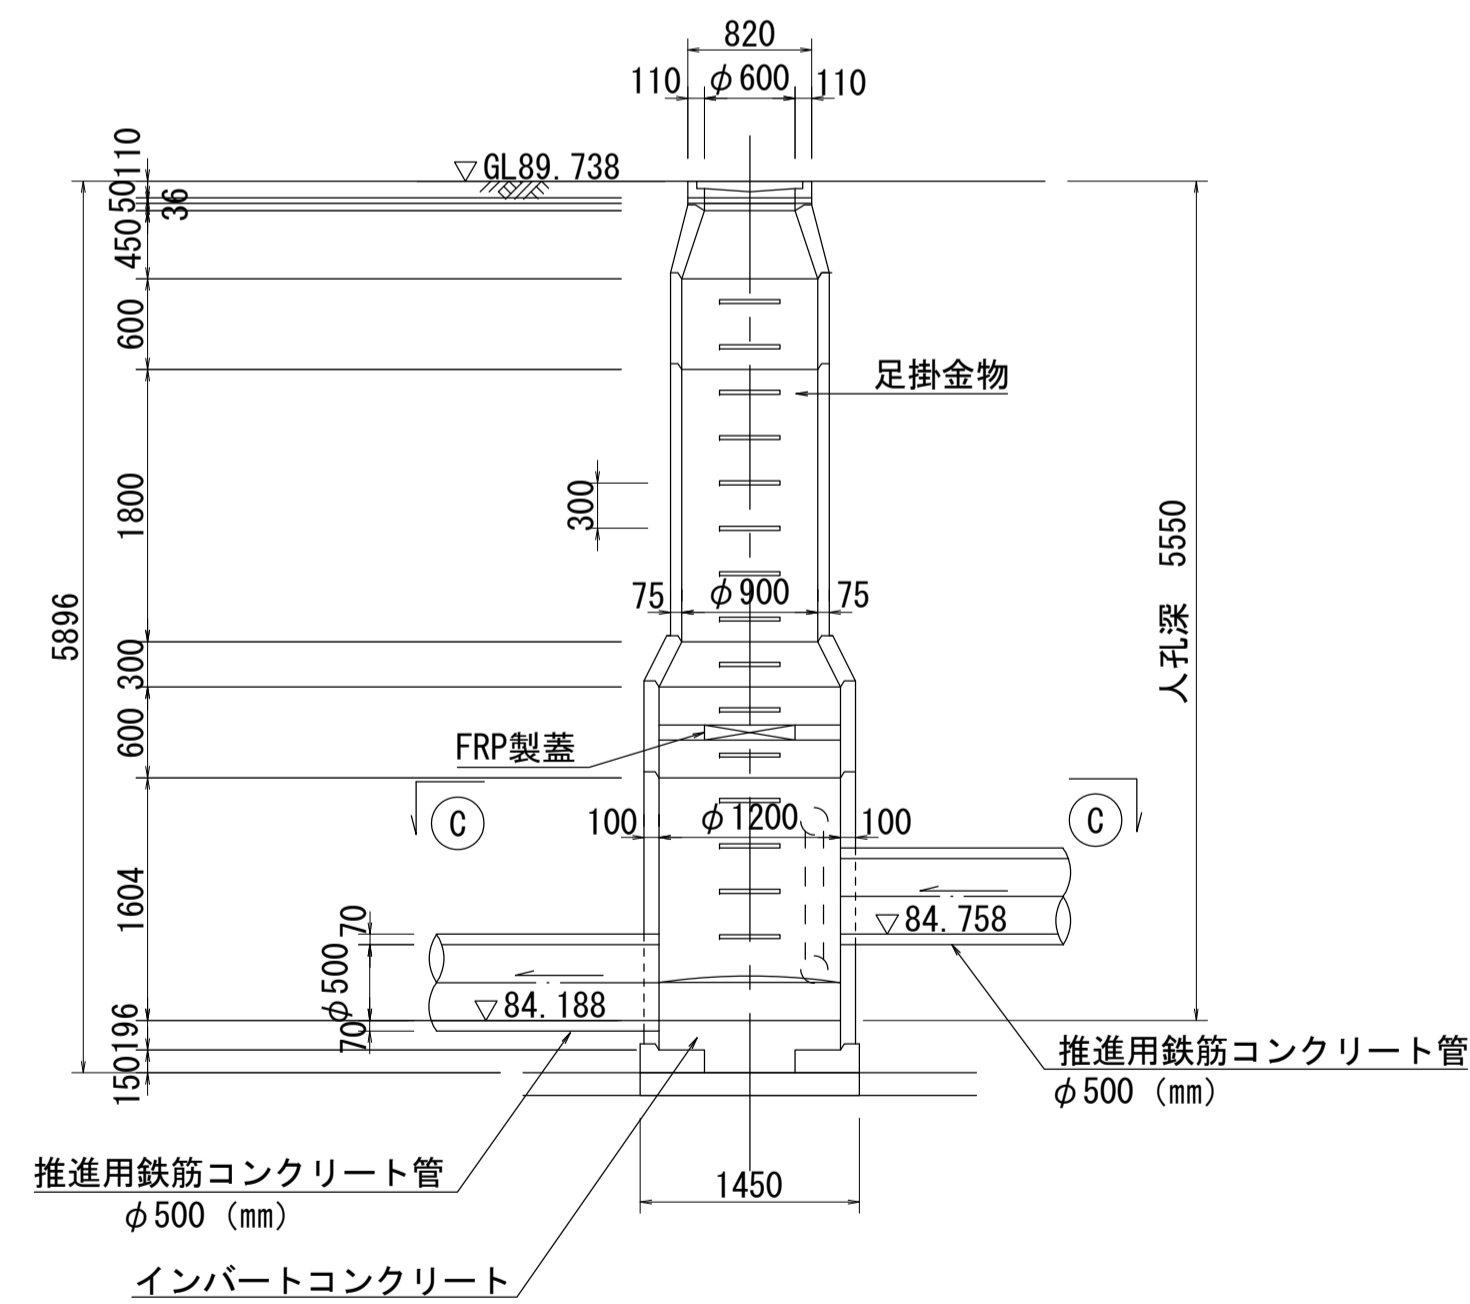 820
110
φ600
110
GL89.738
110
50
36
450
600
足掛金物
1800
300
人孔深 5550
75
φ900
75
5896
300
600
FRP製蓋
C
100
φ1200
100
C
1604
70
φ500
84.758
84.188
70
196
150
推進用鉄筋コンクリート管
φ500 (mm)
推進用鉄筋コンクリート管
φ500 (mm)
1450
インバートコンクリート